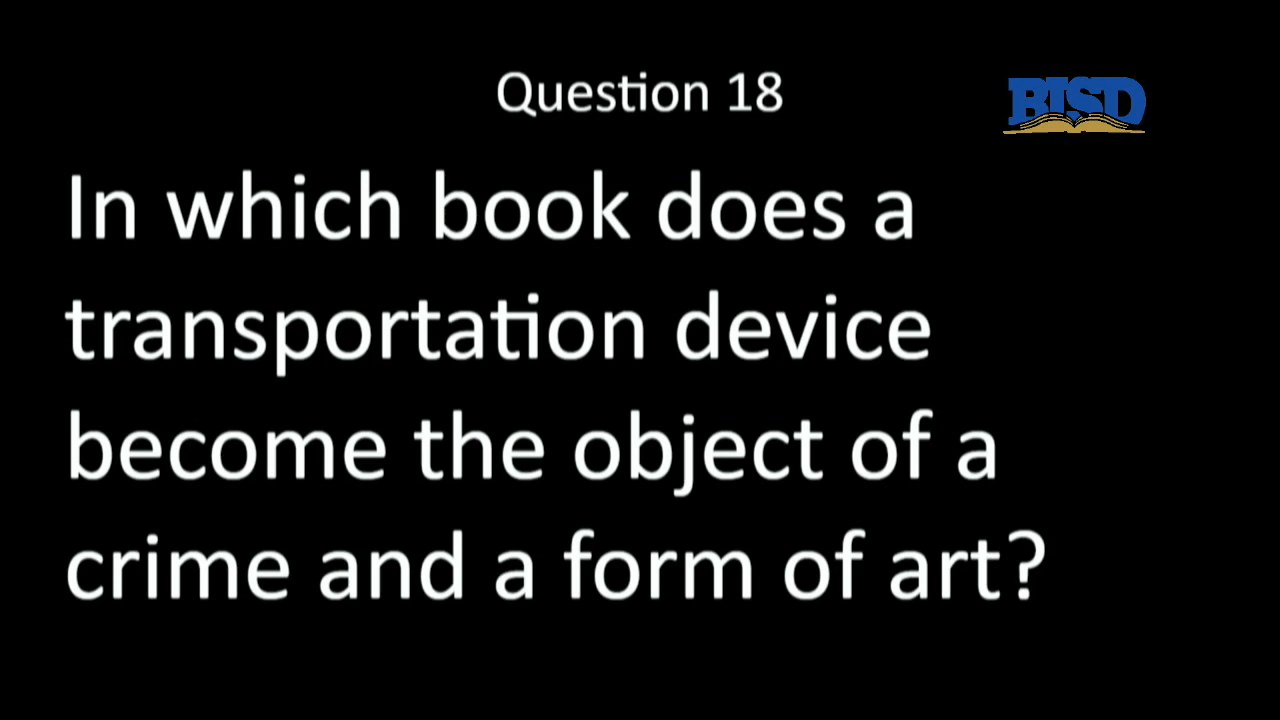 Question 18
BISD
In which book does a
transportation device
become the object of a
crime and a form of art?